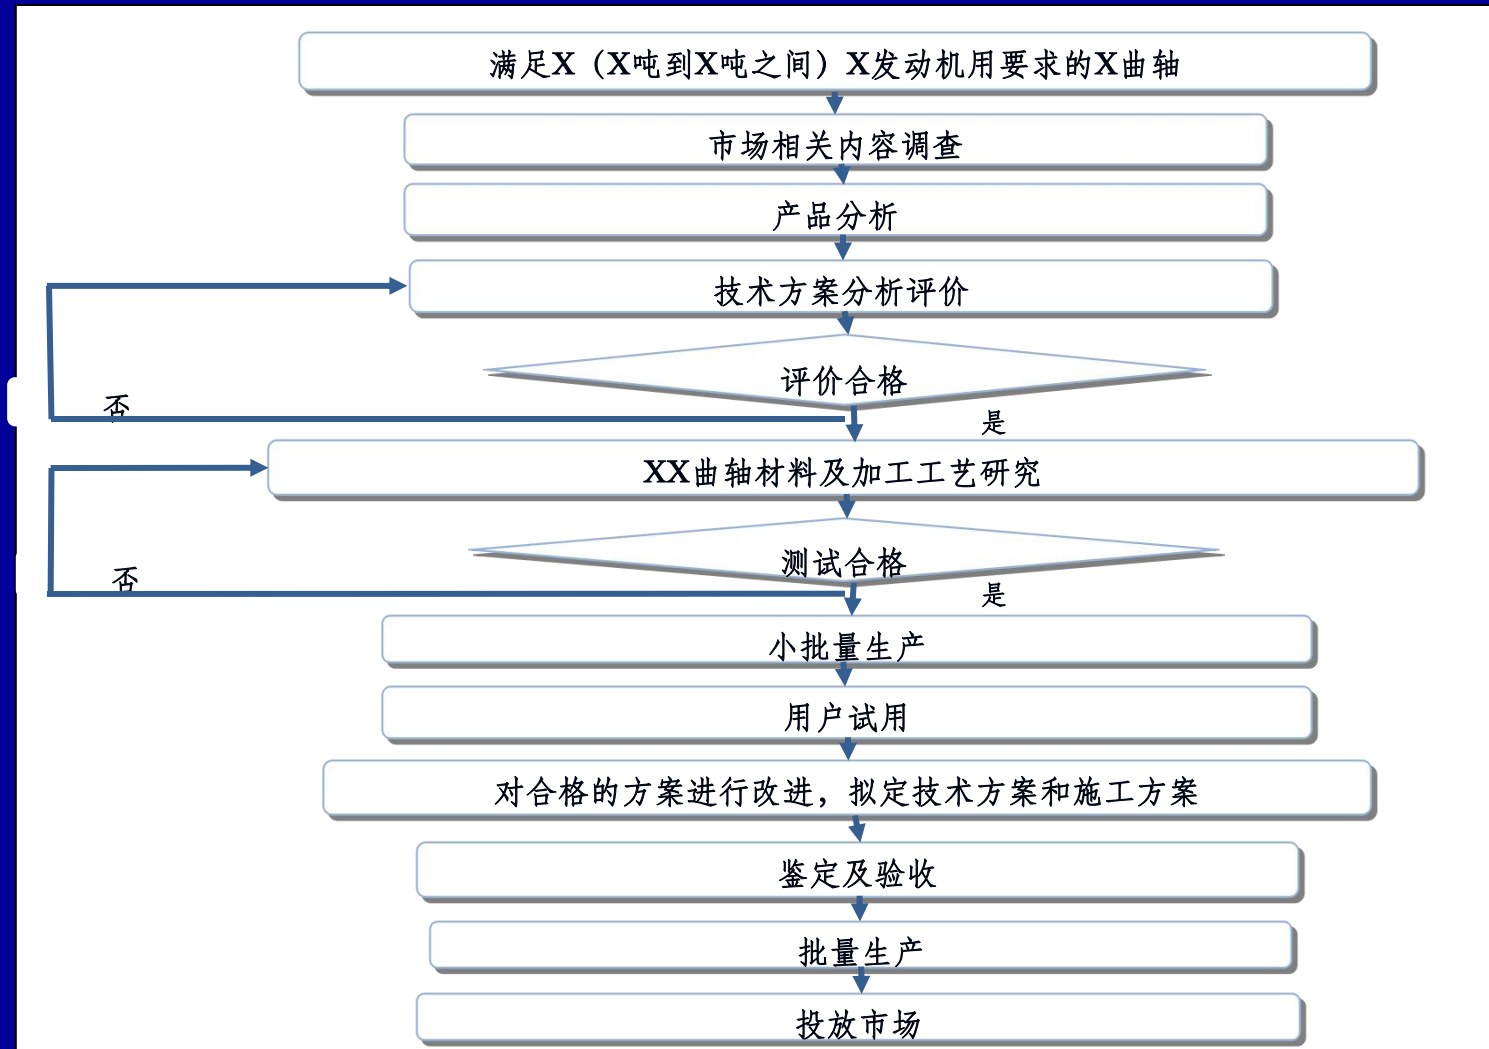 满足X（X吨到X吨之间）X发动机用要求的X曲轴
市场相关内容调查
产品分析
技术方案分析评价
评价合格
否
是
XX曲轴材料及加工工艺研究
测试合格
否
是
小批量生产
用户试用
对合格的方案进行改进，拟定技术方案和施工方案
鉴定及验收
批量生产
投放市场